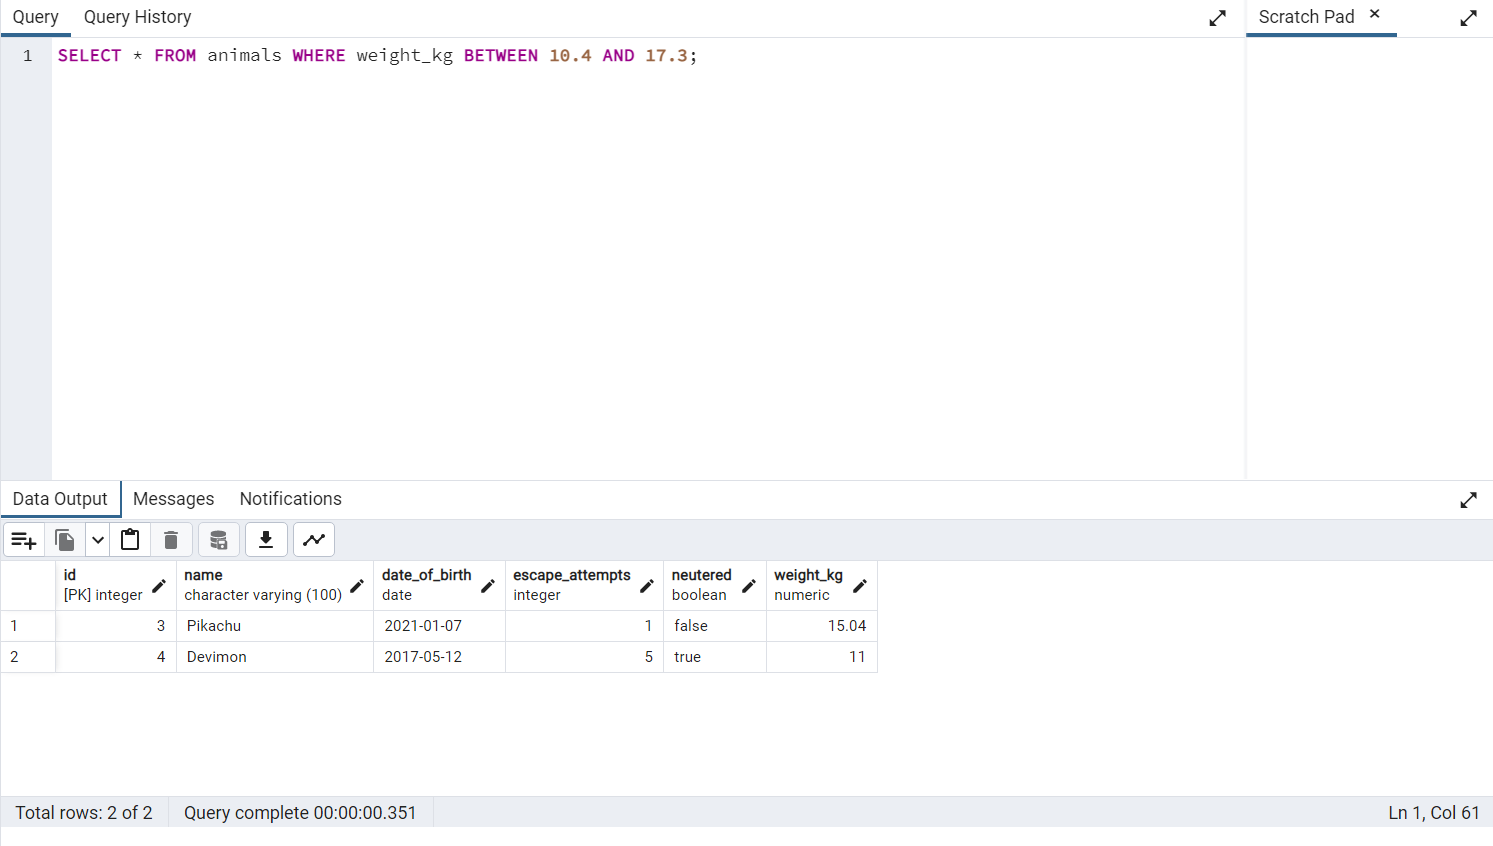 Query Query History Scratch Pad
1 SELECT * FROM animals WHERE weight_kg BETWEEN 10.4 AND 17.3;
Data Output Messages Notifications
id name date_of_birth escape_attempts neutered weight_kg
[PK] integer character varying (100) date integer boolean numeric
1 3 Pikachu 2021-01-07 1 false 15.04
2 4 Devimon 2017-05-12 5 true 11
Total rows: 2 of 2 Query complete 00:00:00.351 Ln 1, Col 61